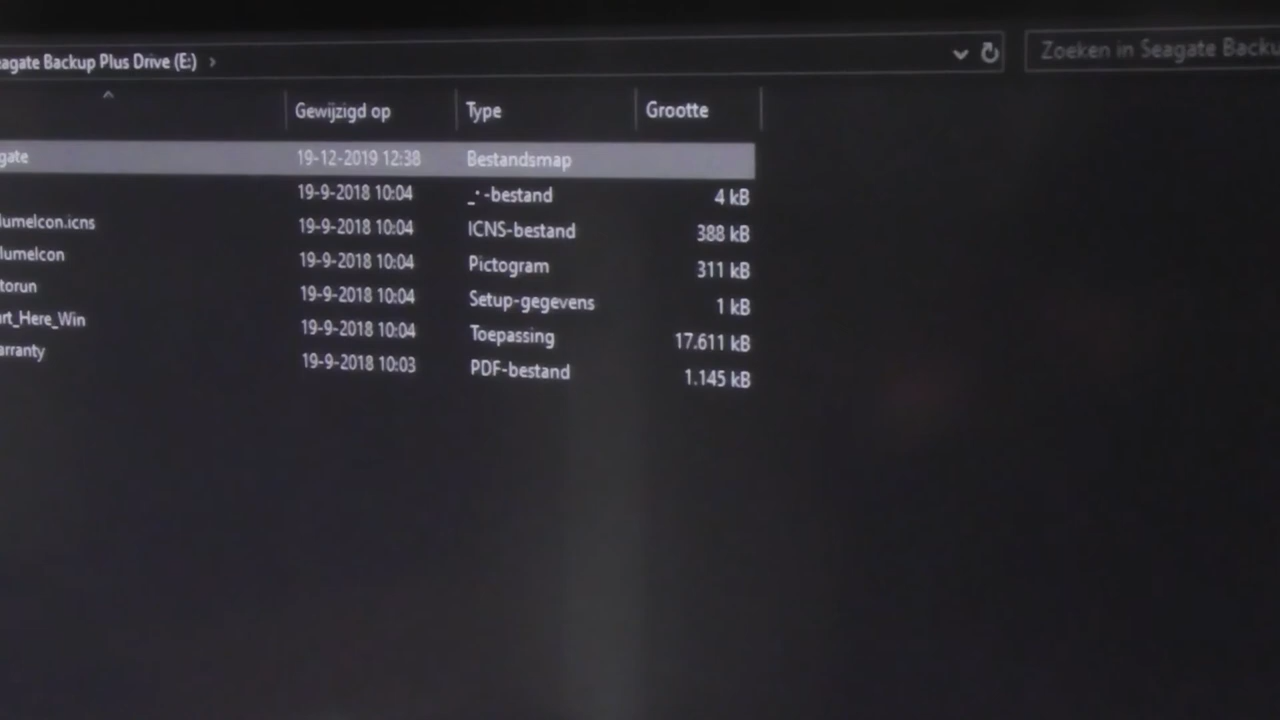 eagate Backup Plus Drive (E:) ›
Zoeken in Seagate Backu
Gewijzigd op Type Grootte
gate 19-12-2019 12:38 Bestandsmap
19-9-2018 10:04 _. -bestand 4 kB
lumeIcon.icns 19-9-2018 10:04 ICNS-bestand 388 kB
lumeIcon 19-9-2018 10:04 Pictogram 311 kB
torun 19-9-2018 10:04 Setup-gegevens 1 kB
rt_Here_Win 19-9-2018 10:04 Toepassing 17.611 kB
arranty 19-9-2018 10:03 PDF-bestand 1.145 kB